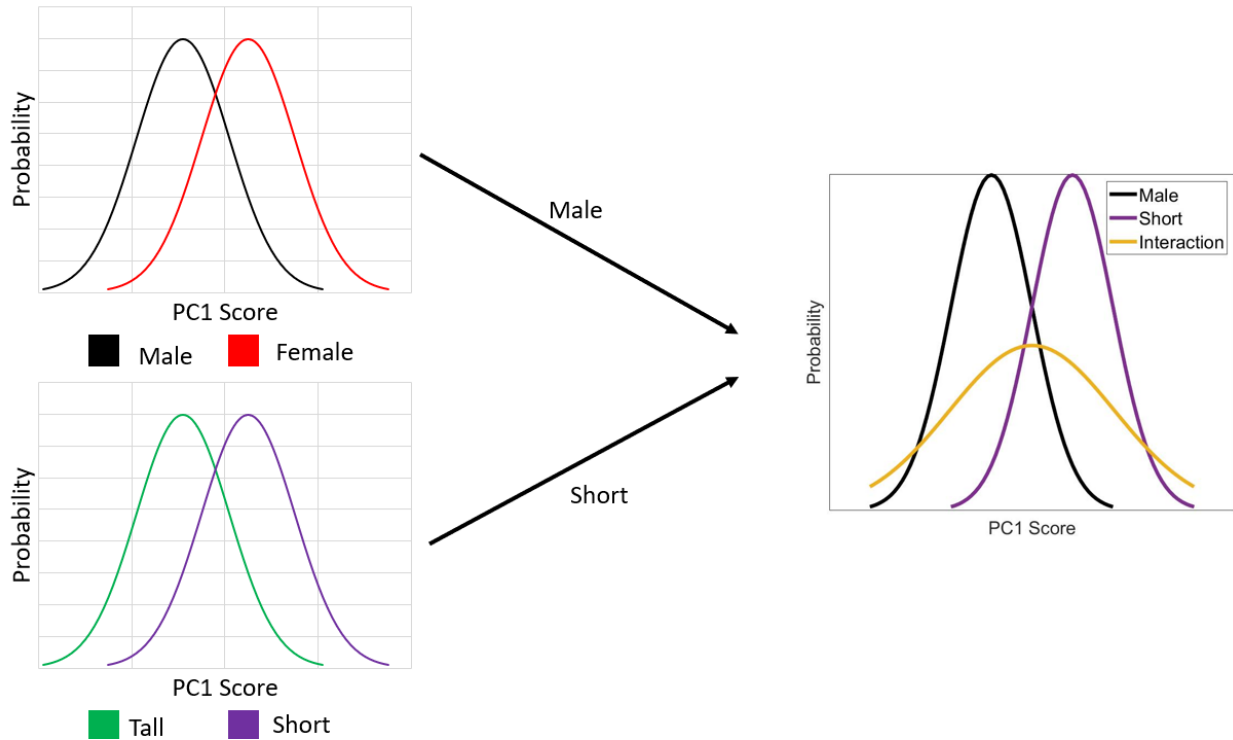 Probability
PC1 Score
Male Female
Probability
PC1 Score
Tall Short
Male
Short
Probability
Male
Short
Interaction
PC1 Score